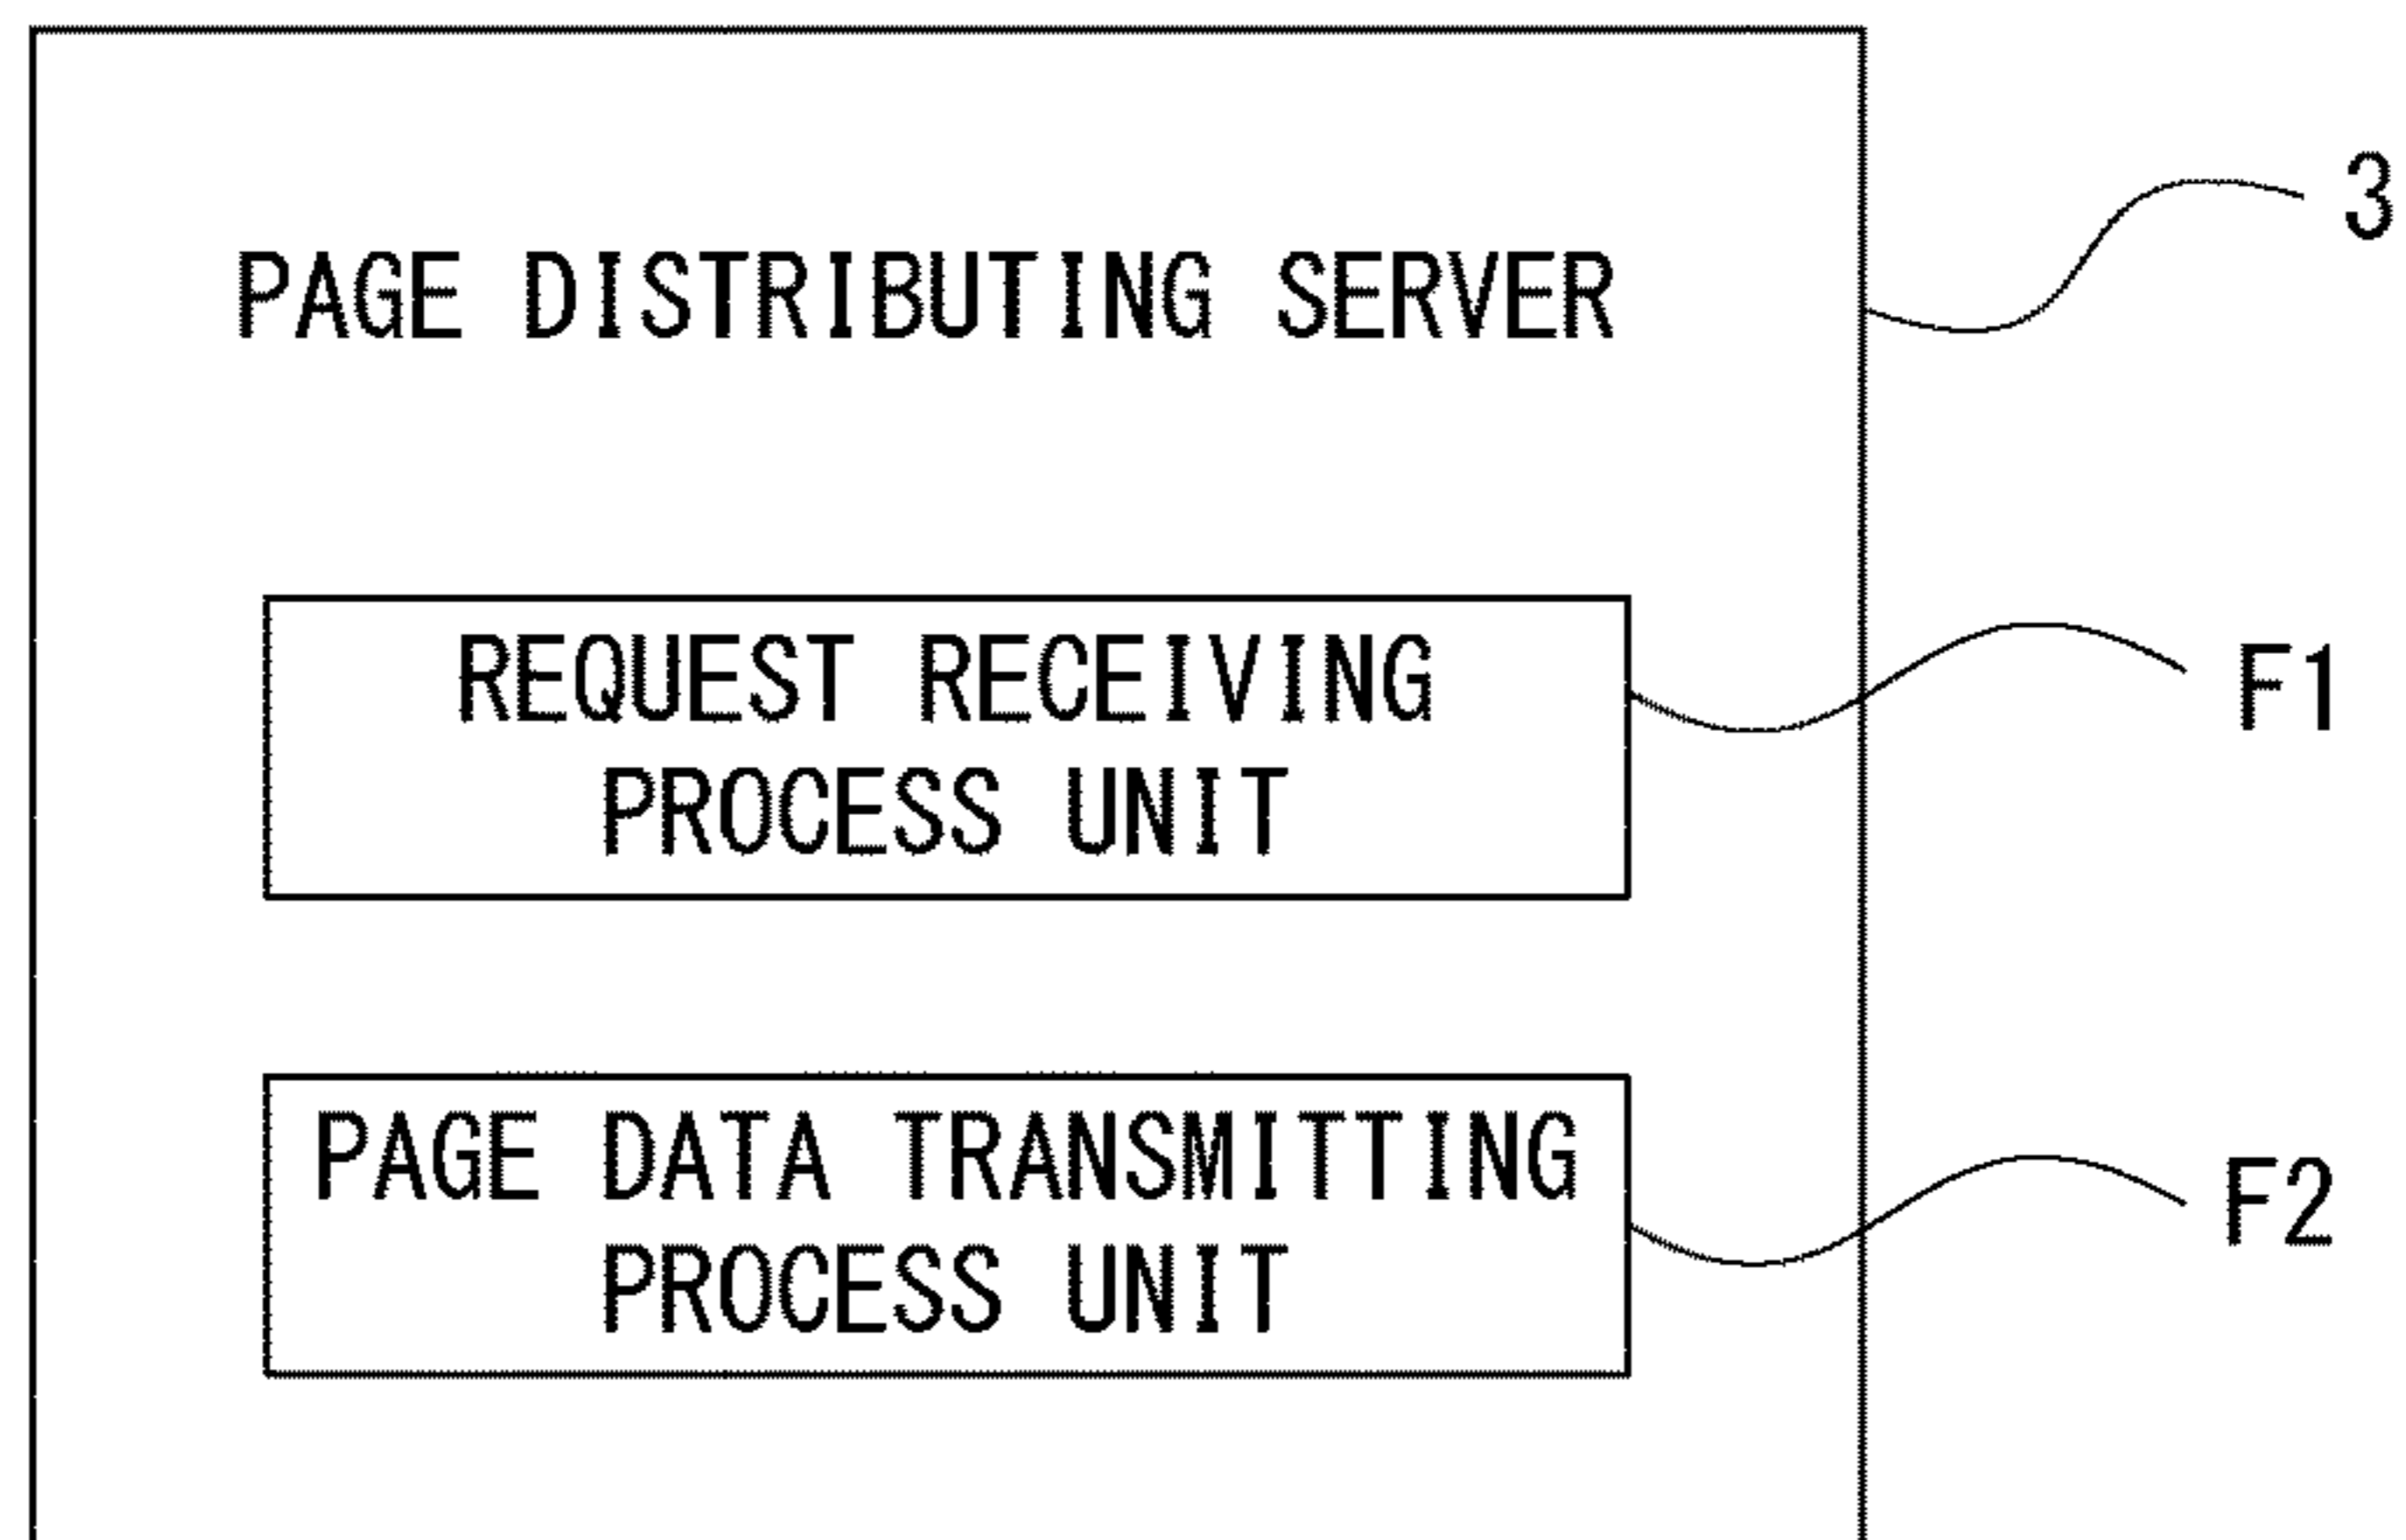 PAGE DISTRIBUTING SERVER
3
REQUEST RECEIVING
PROCESS UNIT
F1
PAGE DATA TRANSMITTING
PROCESS UNIT
F2